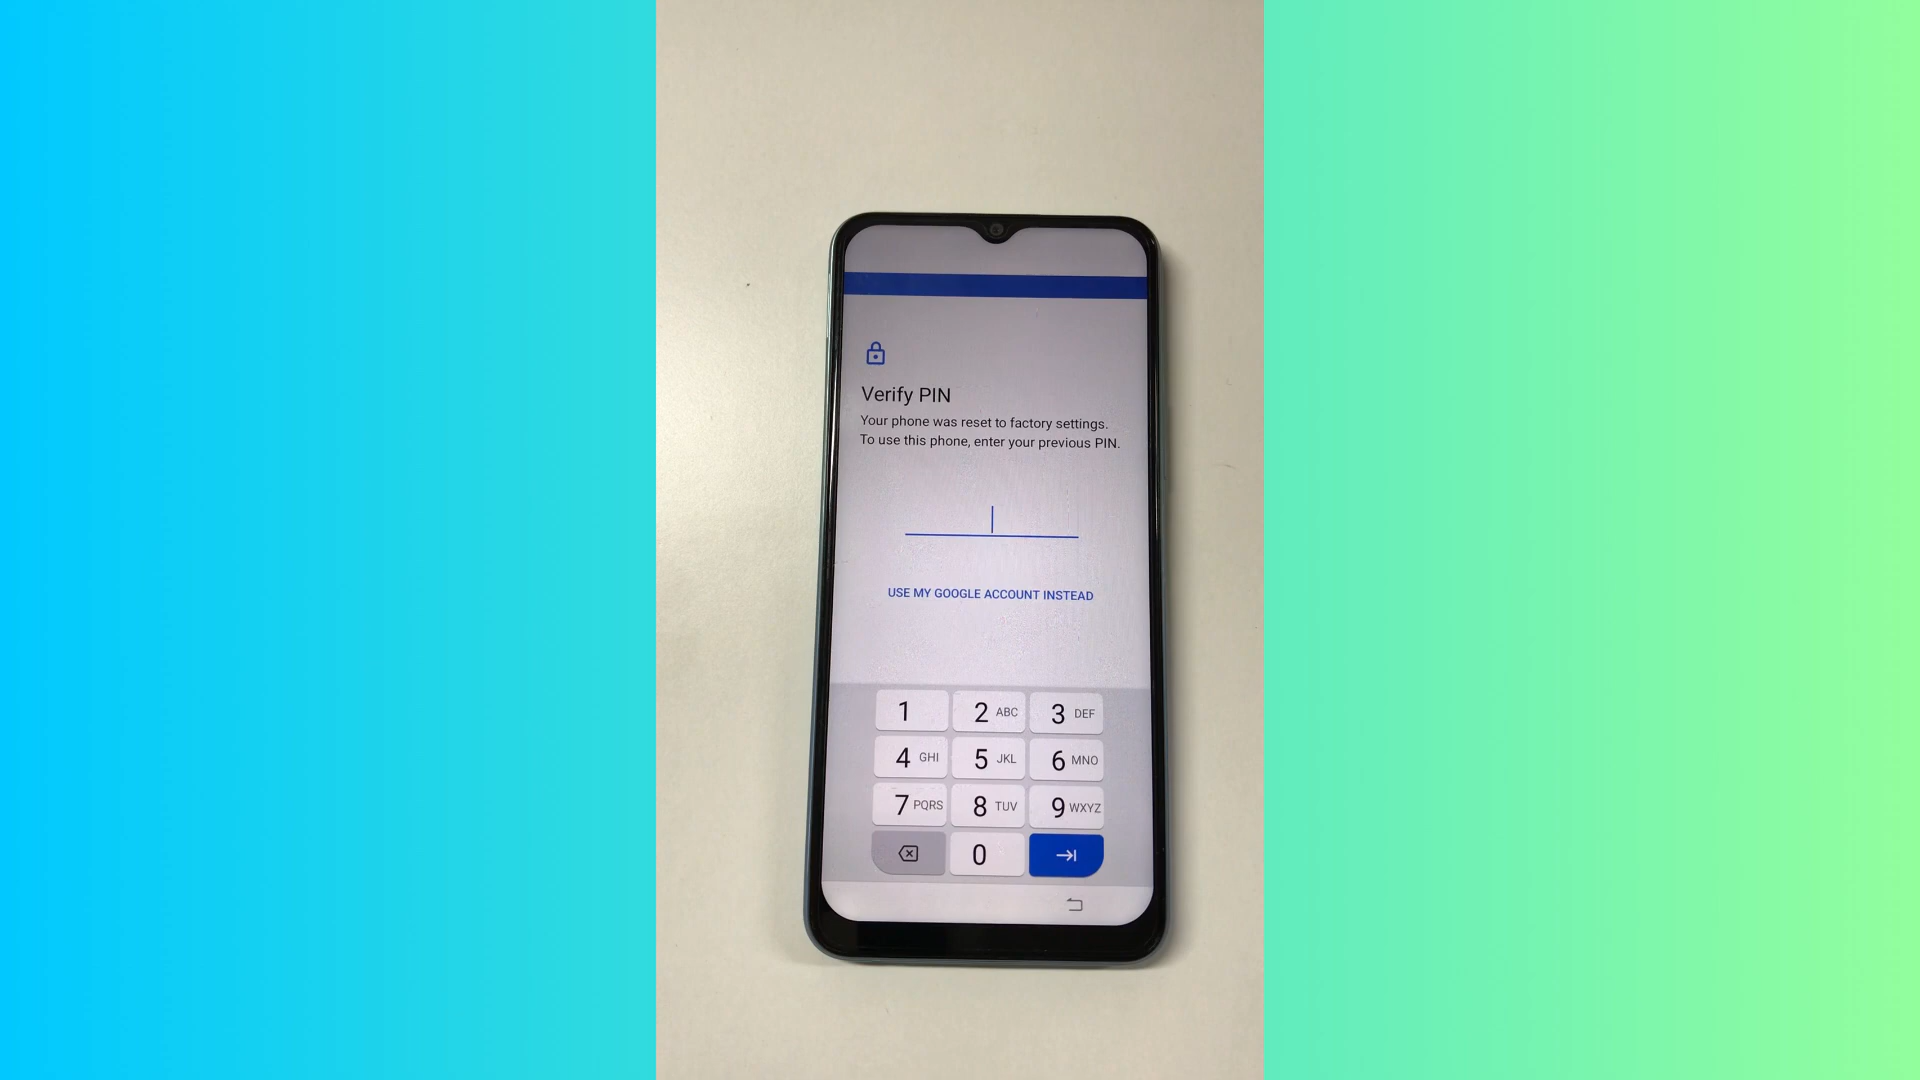 Verify PIN
Your phone was reset to factory settings.
To use this phone, enter your previous PIN.
USE MY GOOGLE ACCOUNT INSTEAD
1 2 ABC 3 DEF
4 GHI 5 JKL 6 MNO
7 PQRS 8 TUV 9 WXYZ
0